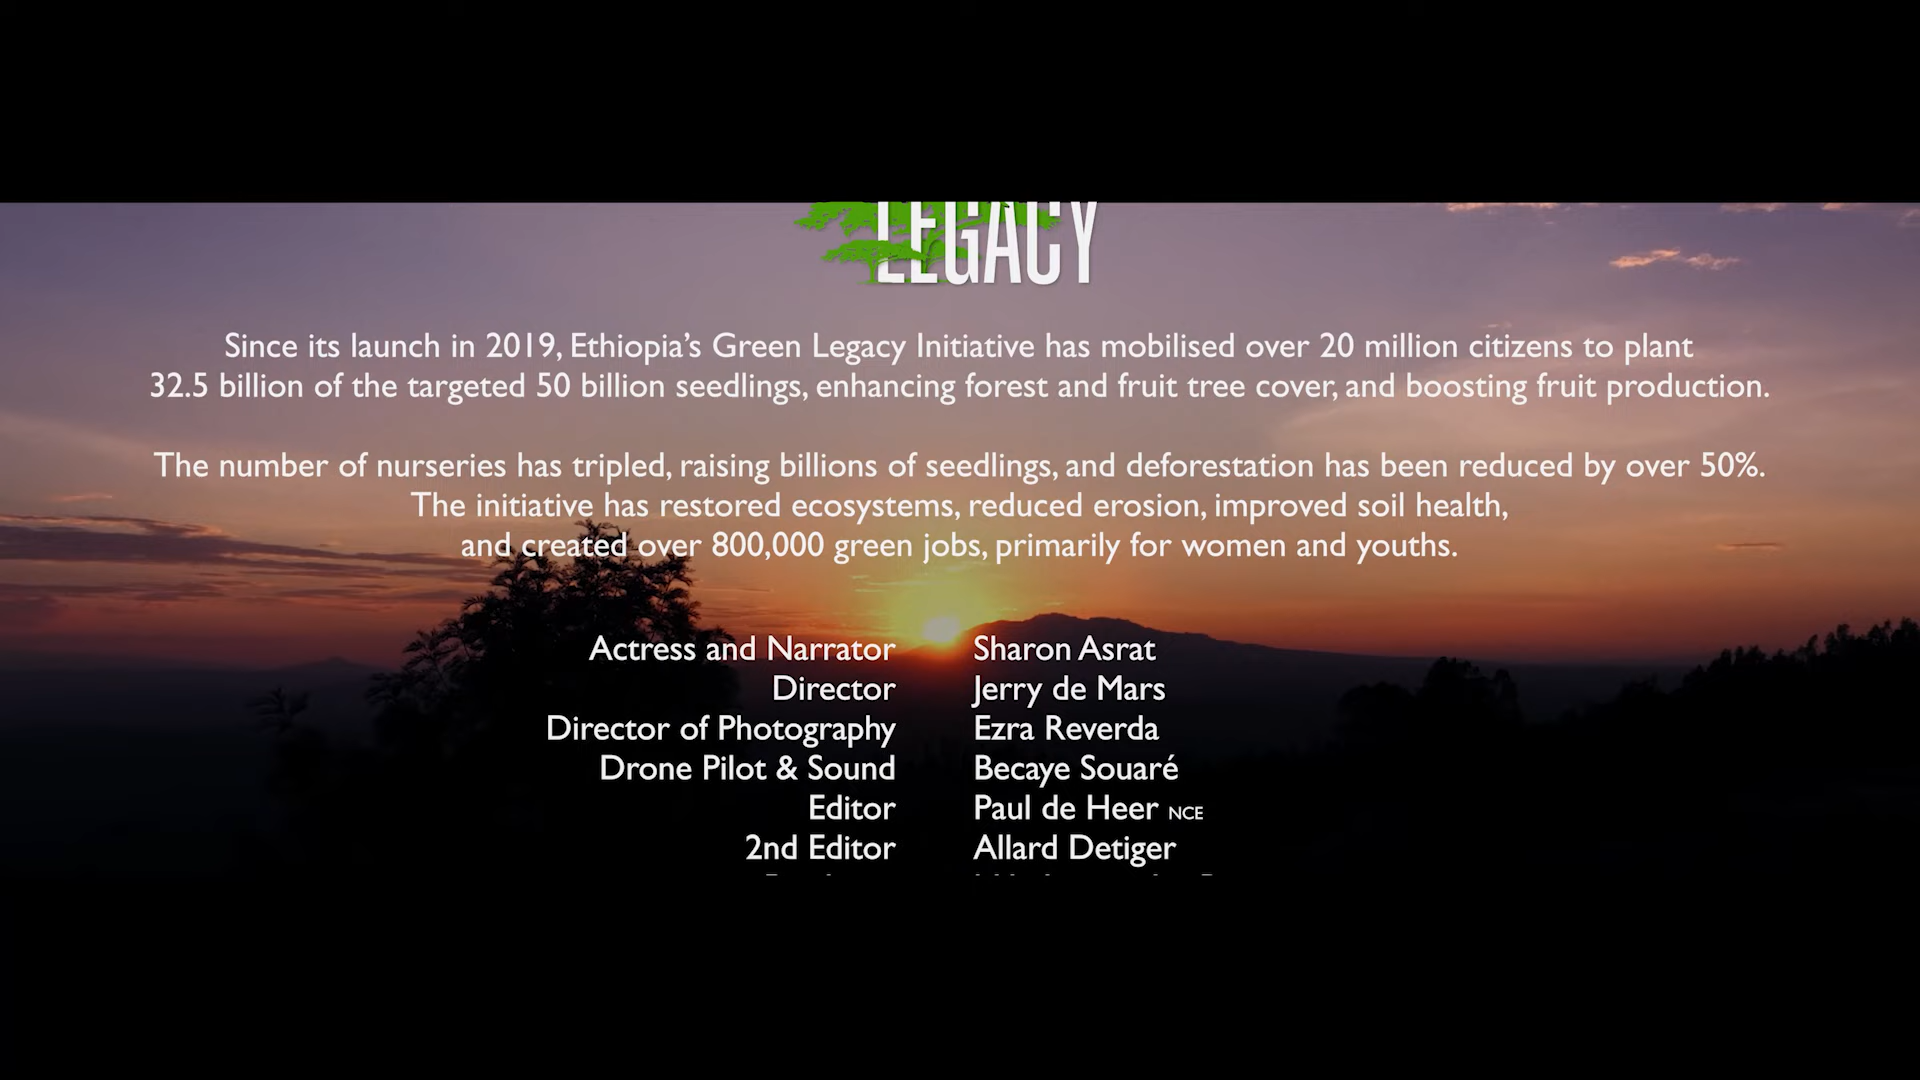 LEGACY
Since its launch in 2019, Ethiopia's Green Legacy Initiative has mobilised over 20 million citizens to plant
32.5 billion of the targeted 50 billion seedlings, enhancing forest and fruit tree cover, and boosting fruit production.
The number of nurseries has tripled, raising billions of seedlings, and deforestation has been reduced by over 50%.
The initiative has restored ecosystems, reduced erosion, improved soil health,
and created over 800,000 green jobs, primarily for women and youths.
Actress and Narrator Sharon Asrat
Director Jerry de Mars
Director of Photography Ezra Reverda
Drone Pilot & Sound Becaye Souaré
Editor Paul de Heer NCE
2nd Editor Allard Detiger